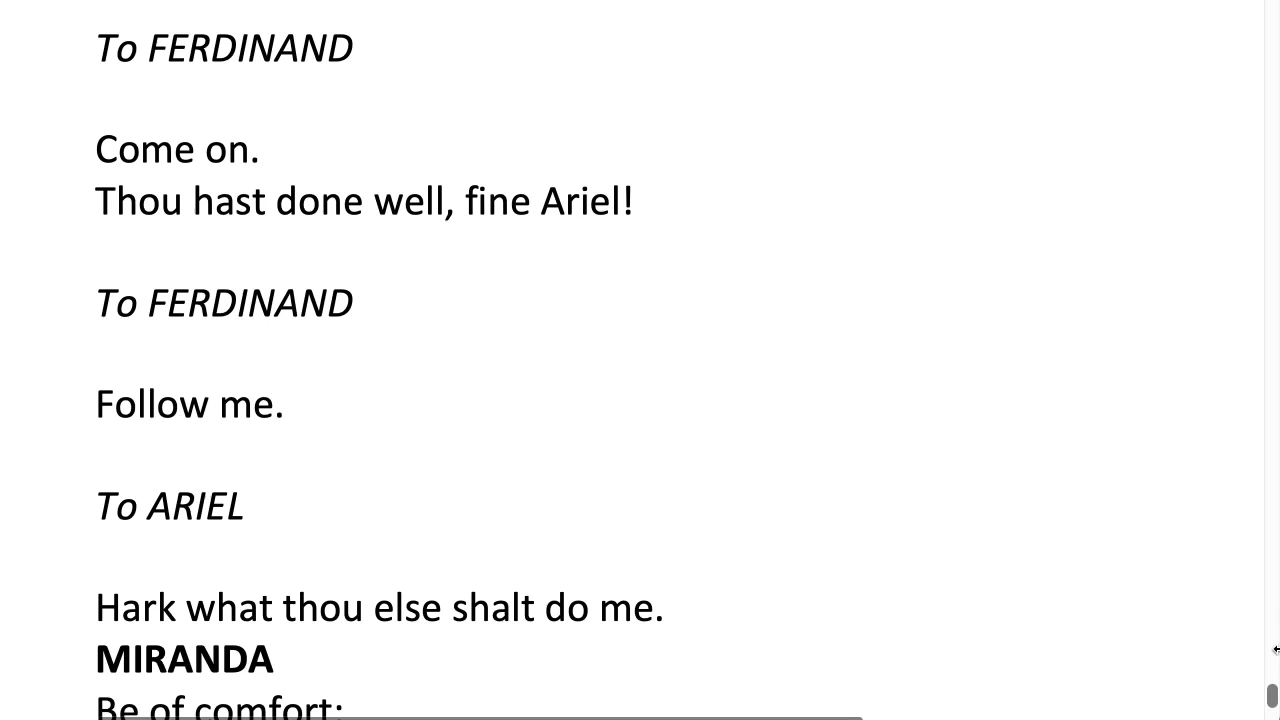 To FERDINAND
Come on.
Thou hast done well, fine Ariel!
To FERDINAND
Follow me.
To ARIEL
Hark what thou else shalt do me.
MIRANDA
Be of comfort;